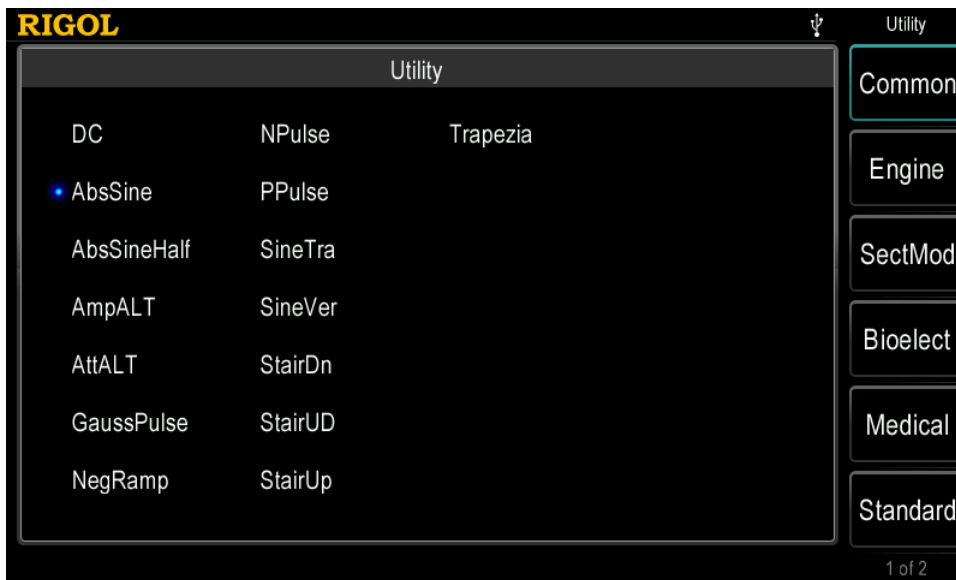 RIGOL
Utility
Utility
DC NPulse Trapezia
AbsSine PPulse
AbsSineHalf SineTra
AmpALT SineVer
AttALT StairDn
GaussPulse StairUD
NegRamp StairUp
Common
Engine
SectMod
Bioelect
Medical
Standard
1 of 2